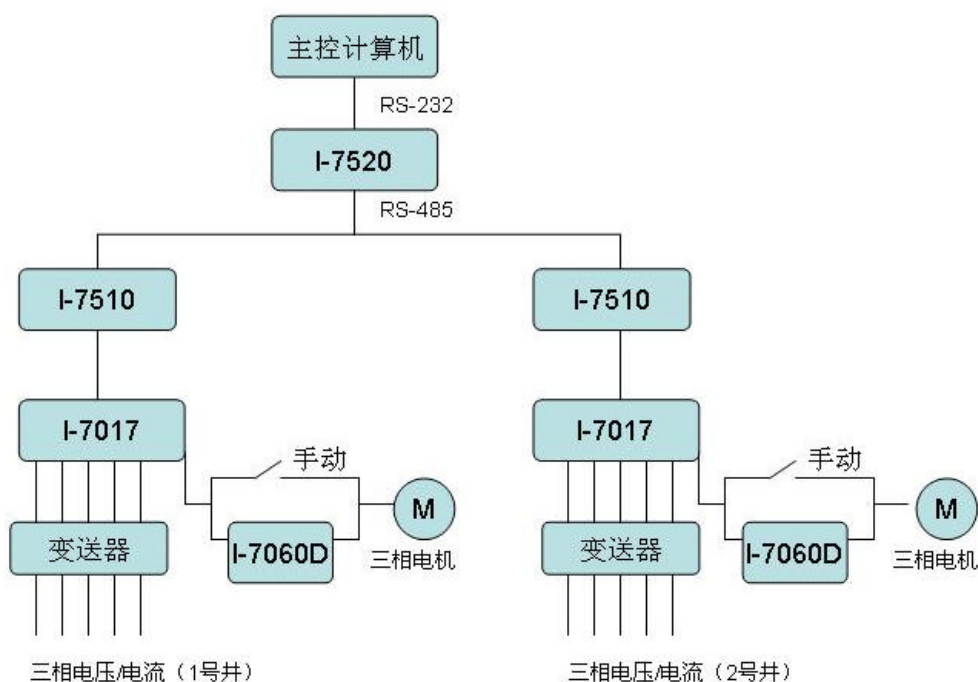 主控计算机
RS-232
I-7520
RS-485
I-7510
I-7510
I-7017
I-7017
手动
手动
M
M
变送器
I-7060D
变送器
I-7060D
三相电机
三相电机
三相电压/电流（1号井）
三相电压/电流（2号井）